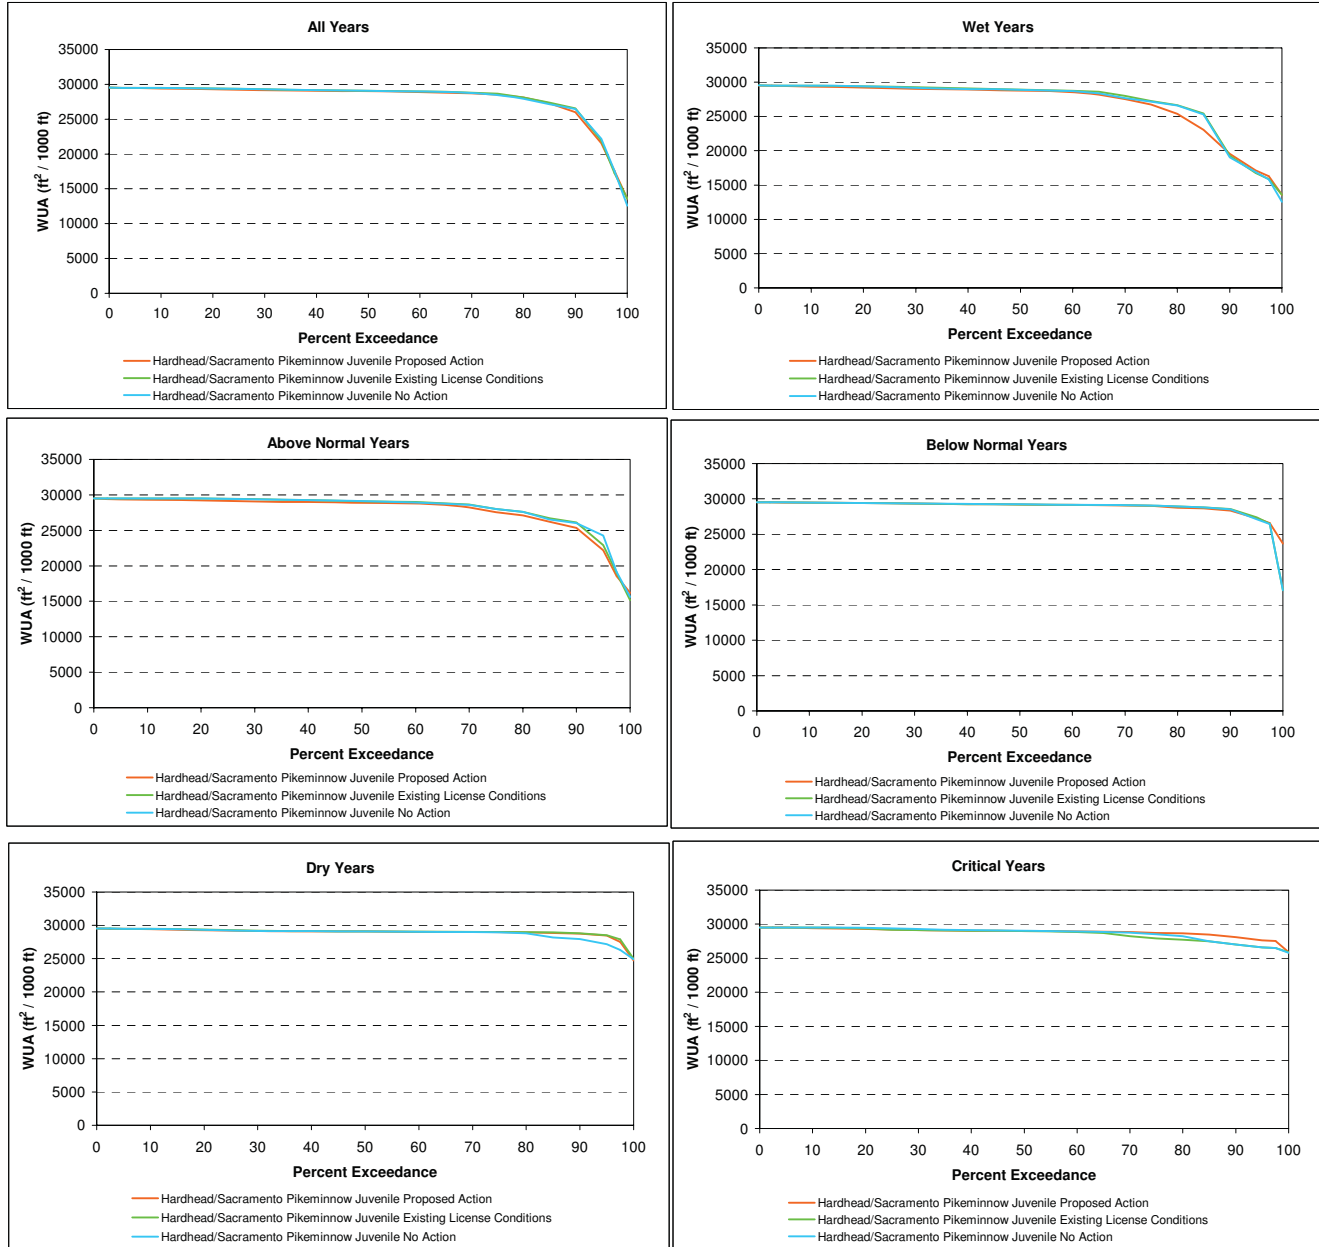 All Years
35000
30000
25000
20000
15000
10000
5000
0
WUA (ft² / 1000 ft)
0 10 20 30 40 50 60 70 80 90 100
Percent Exceedance
Hardhead/Sacramento Pikeminnow Juvenile Proposed Action
Hardhead/Sacramento Pikeminnow Juvenile Existing License Conditions
Hardhead/Sacramento Pikeminnow Juvenile No Action
Wet Years
35000
30000
25000
20000
15000
10000
5000
0
WUA (ft² / 1000 ft)
0 10 20 30 40 50 60 70 80 90 100
Percent Exceedance
Hardhead/Sacramento Pikeminnow Juvenile Proposed Action
Hardhead/Sacramento Pikeminnow Juvenile Existing License Conditions
Hardhead/Sacramento Pikeminnow Juvenile No Action
Above Normal Years
35000
30000
25000
20000
15000
10000
5000
0
WUA (ft² / 1000 ft)
0 10 20 30 40 50 60 70 80 90 100
Percent Exceedance
Hardhead/Sacramento Pikeminnow Juvenile Proposed Action
Hardhead/Sacramento Pikeminnow Juvenile Existing License Conditions
Hardhead/Sacramento Pikeminnow Juvenile No Action
Below Normal Years
35000
30000
25000
20000
15000
10000
5000
0
WUA (ft² / 1000 ft)
0 10 20 30 40 50 60 70 80 90 100
Percent Exceedance
Hardhead/Sacramento Pikeminnow Juvenile Proposed Action
Hardhead/Sacramento Pikeminnow Juvenile Existing License Conditions
Hardhead/Sacramento Pikeminnow Juvenile No Action
Dry Years
35000
30000
25000
20000
15000
10000
5000
0
WUA (ft² / 1000 ft)
0 10 20 30 40 50 60 70 80 90 100
Percent Exceedance
Hardhead/Sacramento Pikeminnow Juvenile Proposed Action
Hardhead/Sacramento Pikeminnow Juvenile Existing License Conditions
Hardhead/Sacramento Pikeminnow Juvenile No Action
Critical Years
35000
30000
25000
20000
15000
10000
5000
0
WUA (ft² / 1000 ft)
0 10 20 30 40 50 60 70 80 90 100
Percent Exceedance
Hardhead/Sacramento Pikeminnow Juvenile Proposed Action
Hardhead/Sacramento Pikeminnow Juvenile Existing License Conditions
Hardhead/Sacramento Pikeminnow Juvenile No Action